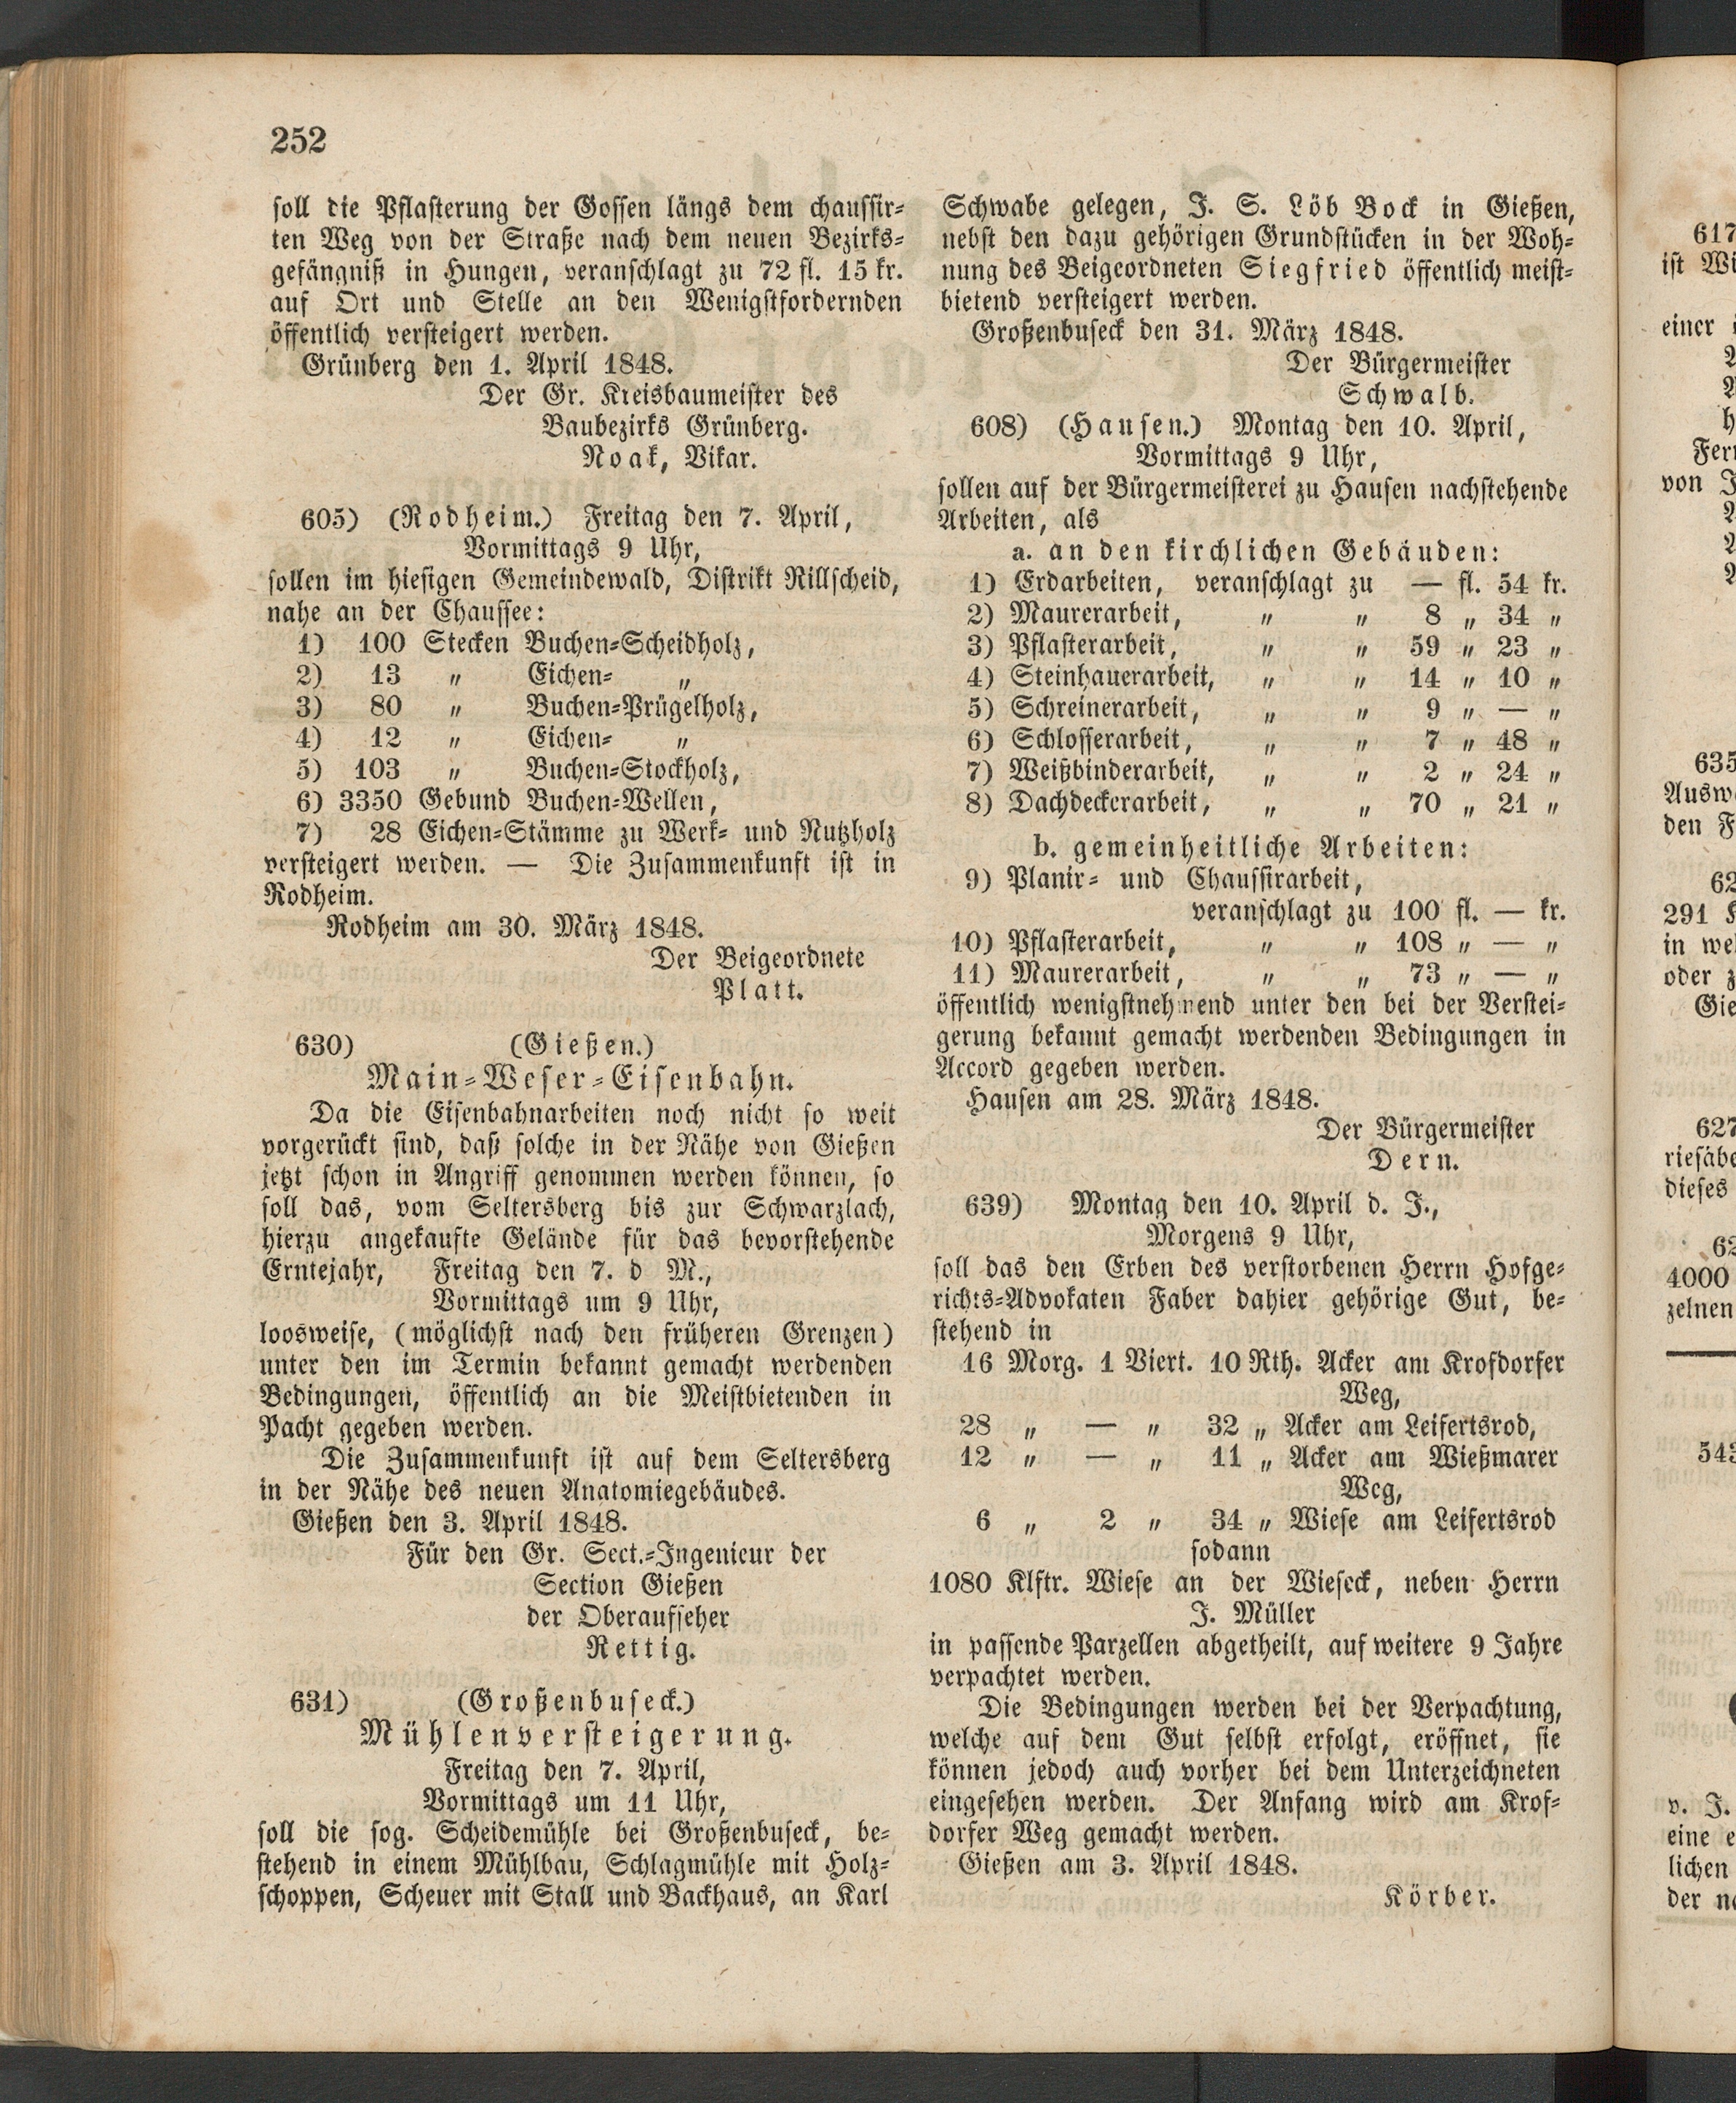 252
soll die Pflasterung der Gossen längs dem chaussir-
ten Weg von der Straße nach dem neuen Bezirks-
gefängniß in Hungen, veranschlagt zu 72 fl. 15 kr.
auf Ort und Stelle an den Wenigstfordernden
öffentlich versteigert werden.
Grünberg den 1. April 1848.
Der Gr. Kreisbaumeister des
Baubezirks Grünberg.
Noak, Vikar.
605) (Rodheim.) Freitag den 7. April,
Vormittags 9 Uhr,
sollen im hiesigen Gemeindewald, Distrikt Rillscheid,
nahe an der Chaussee:
1) 100 Stecken Buchen-Scheidholz,
2) 13 „ Eichen- „
3) 80 „ Buchen-Prügelholz,
4) 12 „ Eichen- „
5) 103 „ Buchen-Stockholz,
6) 3350 Gebund Buchen-Wellen,
7) 28 Eichen-Stämme zu Werk- und Nutzholz
versteigert werden. — Die Zusammenkunft ist in
Rodheim.
Rodheim am 30. März 1848.
Der Beigeordnete
Platt.
630) (Gießen.)
Main-Weser-Eisenbahn.
Da die Eisenbahnarbeiten noch nicht so weit
vorgerückt sind, daß solche in der Nähe von Gießen
jetzt schon in Angriff genommen werden können, so
soll das, vom Seltersberg bis zur Schwarzlach,
hierzu angekaufte Gelände für das bevorstehende
Erntejahr, Freitag den 7. d M.,
Vormittags um 9 Uhr,
loosweise, (möglichst nach den früheren Grenzen)
unter den im Termin bekannt gemacht werdenden
Bedingungen, öffentlich an die Meistbietenden in
Pacht gegeben werden.
Die Zusammenkunft ist auf dem Seltersberg
in der Nähe des neuen Anatomiegebäudes.
Gießen den 3. April 1848.
Für den Gr. Sect.-Ingenieur der
Section Gießen
der Oberaufseher
Rettig.
631) (Großenbuseck.)
Mühlenversteigerung.
Freitag den 7. April,
Vormittags um 11 Uhr,
soll die sog. Scheidemühle bei Großenbuseck, be-
stehend in einem Mühlbau, Schlagmühle mit Holz-
schoppen, Scheuer mit Stall und Backhaus, an Karl
Schwabe gelegen, J. S. Löb Bock in Gießen,
nebst den dazu gehörigen Grundstücken in der Woh-
nung des Beigeordneten Siegfried öffentlich meist-
bietend versteigert werden.
Großenbuseck den 31. März 1848.
Der Bürgermeister
Schwalb.
608) (Hausen.) Montag den 10. April,
Vormittags 9 Uhr,
sollen auf der Bürgermeisterei zu Hausen nachstehende
Arbeiten, als
a. an den kirchlichen Gebäuden:
1) Erdarbeiten, veranschlagt zu — fl. 54 kr.
2) Maurerarbeit, „ „ 8 „ 34 „
3) Pflasterarbeit, „ „ 59 „ 23 „
4) Steinhauerarbeit, „ „ 14 „ 10 „
5) Schreinerarbeit, „ „ 9 „ — „
6) Schlosserarbeit, „ „ 7 „ 48 „
7) Weißbinderarbeit, „ „ 2 „ 24 „
8) Dachdeckerarbeit, „ „ 70 „ 21 „
b. gemeinheitliche Arbeiten:
9) Planir- und Chaussirarbeit,
veranschlagt zu 100 fl. — kr.
10) Pflasterarbeit, „ „ 108 „ — „
11) Maurerarbeit, „ „ 73 „ — „
öffentlich wenigstnehmend unter den bei der Verstei-
gerung bekannt gemacht werdenden Bedingungen in
Accord gegeben werden.
Hausen am 28. März 1848.
Der Bürgermeister
Dern.
639) Montag den 10. April d. J.,
Morgens 9 Uhr,
soll das den Erben des verstorbenen Herrn Hofge-
richts-Advokaten Faber dahier gehörige Gut, be-
stehend in
16 Morg. 1 Viert. 10 Rth. Acker am Krofdorfer
Weg,
28 „ — „ 32 „ Acker am Leifertsrod,
12 „ — „ 11 „ Acker am Wießmarer
Weg,
6 „ 2 „ 34 „ Wiese am Leifertsrod
sodann
1080 Klftr. Wiese an der Wieseck, neben Herrn
J. Müller
in passende Parzellen abgetheilt, auf weitere 9 Jahre
verpachtet werden.
Die Bedingungen werden bei der Verpachtung,
welche auf dem Gut selbst erfolgt, eröffnet, sie
können jedoch auch vorher bei dem Unterzeichneten
eingesehen werden. Der Anfang wird am Krof-
dorfer Weg gemacht werden.
Gießen am 3. April 1848.
Körber.
617
ist
einer
von
635
den
62
291
in
oder
627
dieses
62
4000
zelnen
543
v. J.
eine
lichen
der